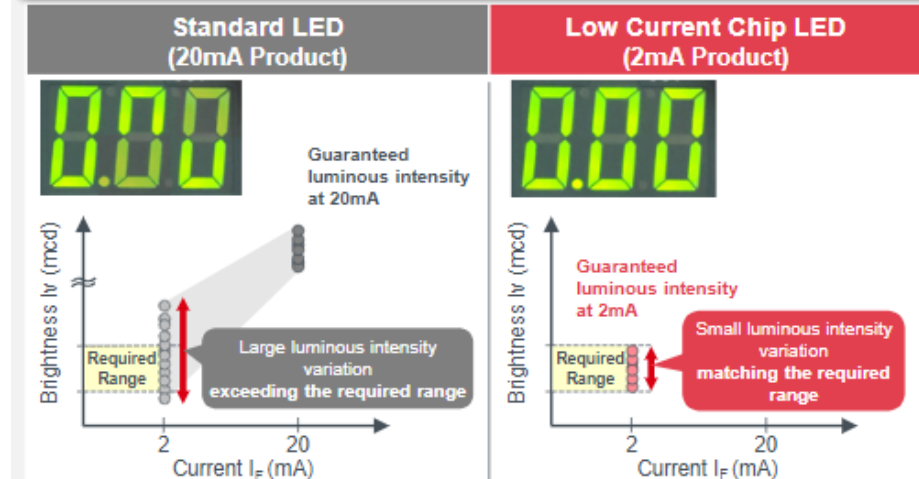 Standard LED
(20mA Product)
Low Current Chip LED
(2mA Product)
0.00
Guaranteed
luminous intensity
at 20mA
Brightness Iv (mcd)
Required
Range
Large luminous intensity
variation
exceeding the required range
2
20
Current IF (mA)
0.00
Guaranteed
luminous intensity
at 2mA
Brightness Iv (mcd)
Required
Range
Small luminous intensity
variation
matching the required
range
2
20
Current IF (mA)